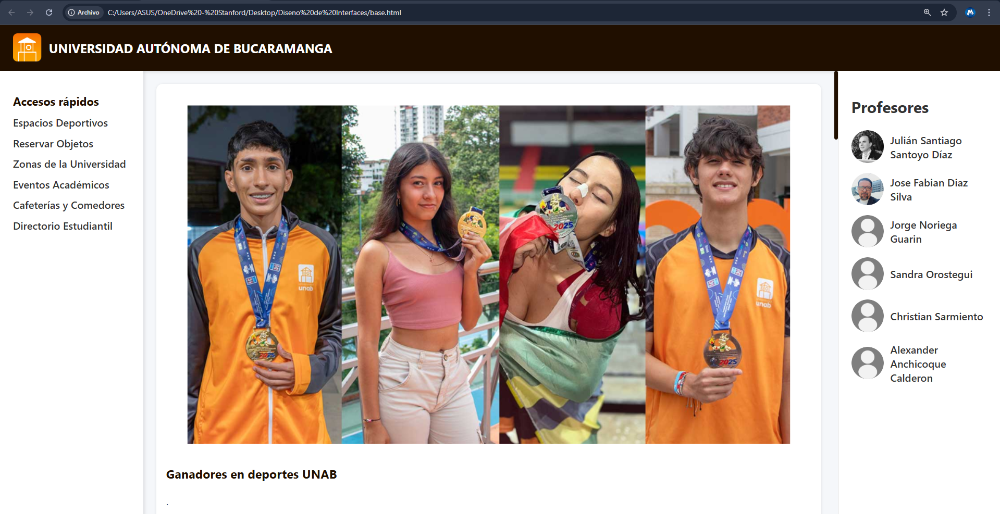 Archivo
C:/Users/ASUS/OneDrive%20-%20Stanford/Desktop/Diseno%20de%20Interfaces/base.html
UNIVERSIDAD AUTÓNOMA DE BUCARAMANGA
Accesos rápidos
Espacios Deportivos
Reservar Objetos
Zonas de la Universidad
Eventos Académicos
Cafeterías y Comedores
Directorio Estudiantil
unab
2025
2025
unab
2025
Ganadores en deportes UNAB
.
Profesores
Julián Santiago
Santoyo Díaz
Jose Fabian Diaz
Silva
Jorge Noriega
Guarin
Sandra Orostegui
Christian Sarmiento
Alexander
Anchicoque
Calderon